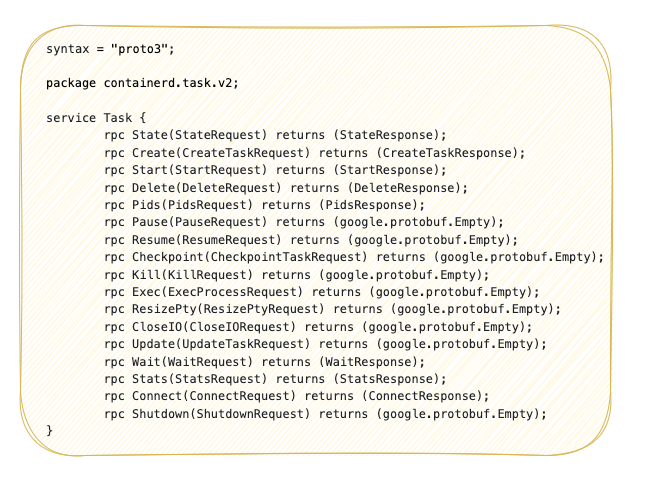 syntax = "proto3";
package containerd.task.v2;
service Task {
rpc State(StateRequest) returns (StateResponse);
rpc Create(CreateTaskRequest) returns (CreateTaskResponse);
rpc Start(StartRequest) returns (StartResponse);
rpc Delete(DeleteRequest) returns (DeleteResponse);
rpc Pids(PidsRequest) returns (PidsResponse);
rpc Pause(PauseRequest) returns (google.protobuf.Empty);
rpc Resume(ResumeRequest) returns (google.protobuf.Empty);
rpc Checkpoint(CheckpointTaskRequest) returns (google.protobuf.Empty);
rpc Kill(KillRequest) returns (google.protobuf.Empty);
rpc Exec(ExecProcessRequest) returns (google.protobuf.Empty);
rpc ResizePty(ResizePtyRequest) returns (google.protobuf.Empty);
rpc CloseIO(CloseIORequest) returns (google.protobuf.Empty);
rpc Update(UpdateTaskRequest) returns (google.protobuf.Empty);
rpc Wait(WaitRequest) returns (WaitResponse);
rpc Stats(StatsRequest) returns (StatsResponse);
rpc Connect(ConnectRequest) returns (ConnectResponse);
rpc Shutdown(ShutdownRequest) returns (google.protobuf.Empty);
}